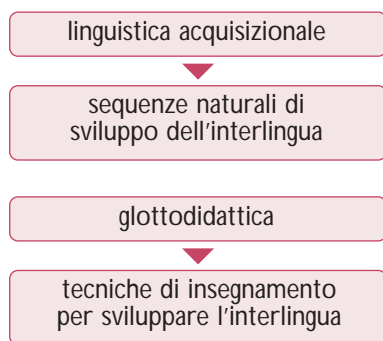 linguistica acquisizionale
sequenze naturali di
sviluppo dell'interlingua
glottodidattica
tecniche di insegnamento
per sviluppare l'interlingua